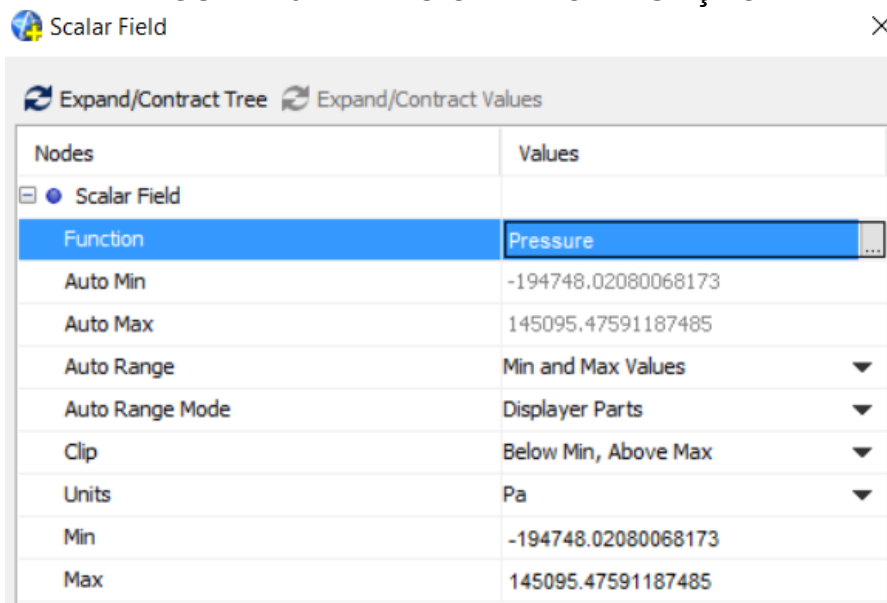 Scalar Field
Expand/Contract Tree Expand/Contract Values
Nodes Values
Scalar Field
Function Pressure ...
Auto Min -194748.02080068173
Auto Max 145095.47591187485
Auto Range Min and Max Values
Auto Range Mode Displayer Parts
Clip Below Min, Above Max
Units Pa
Min -194748.02080068173
Max 145095.47591187485